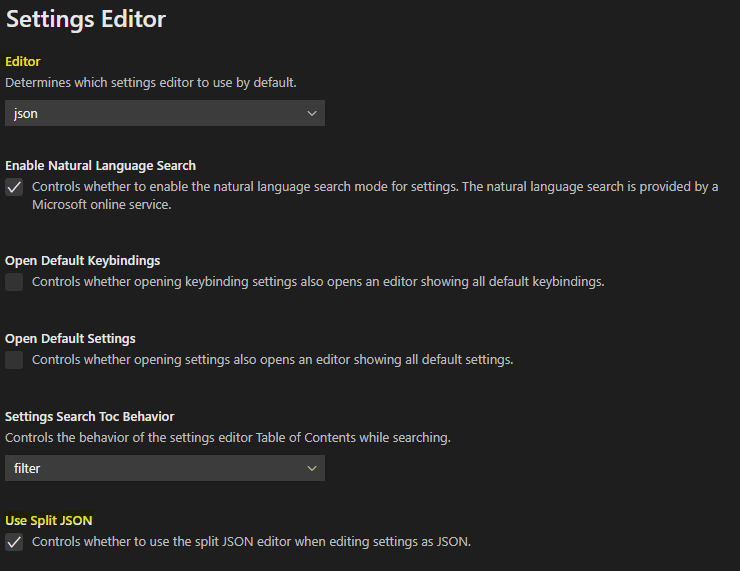 Settings Editor
Editor
Determines which settings editor to use by default.
json
Enable Natural Language Search
Controls whether to enable the natural language search mode for settings. The natural language search is provided by a
Microsoft online service.
Open Default Keybindings
Controls whether opening keybinding settings also opens an editor showing all default keybindings.
Open Default Settings
Controls whether opening settings also opens an editor showing all default settings.
Settings Search Toc Behavior
Controls the behavior of the settings editor Table of Contents while searching.
filter
Use Split JSON
Controls whether to use the split JSON editor when editing settings as JSON.